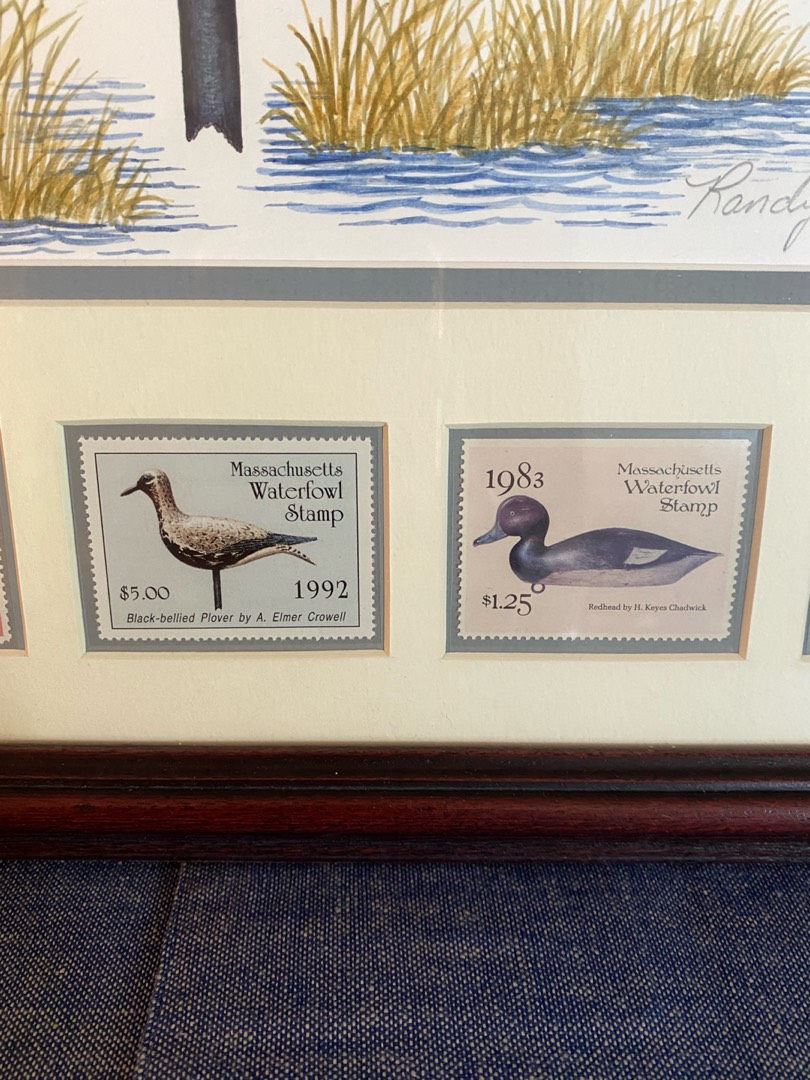 Randy
Massachusetts
Waterfowl
Stamp
$5.00
1992
Black-bellied Plover by A. Elmer Crowell
1983
Massachusetts
Waterfowl
Stamp
$1.25
Redhead by H. Keyes Chadwick